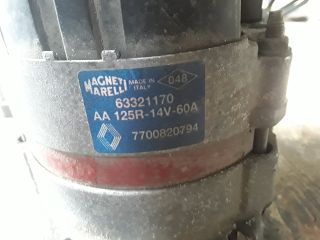 MAGNETI MARELLI
MADE IN ITALY
048
63321170
AA 125R-14V-60A
7700820794